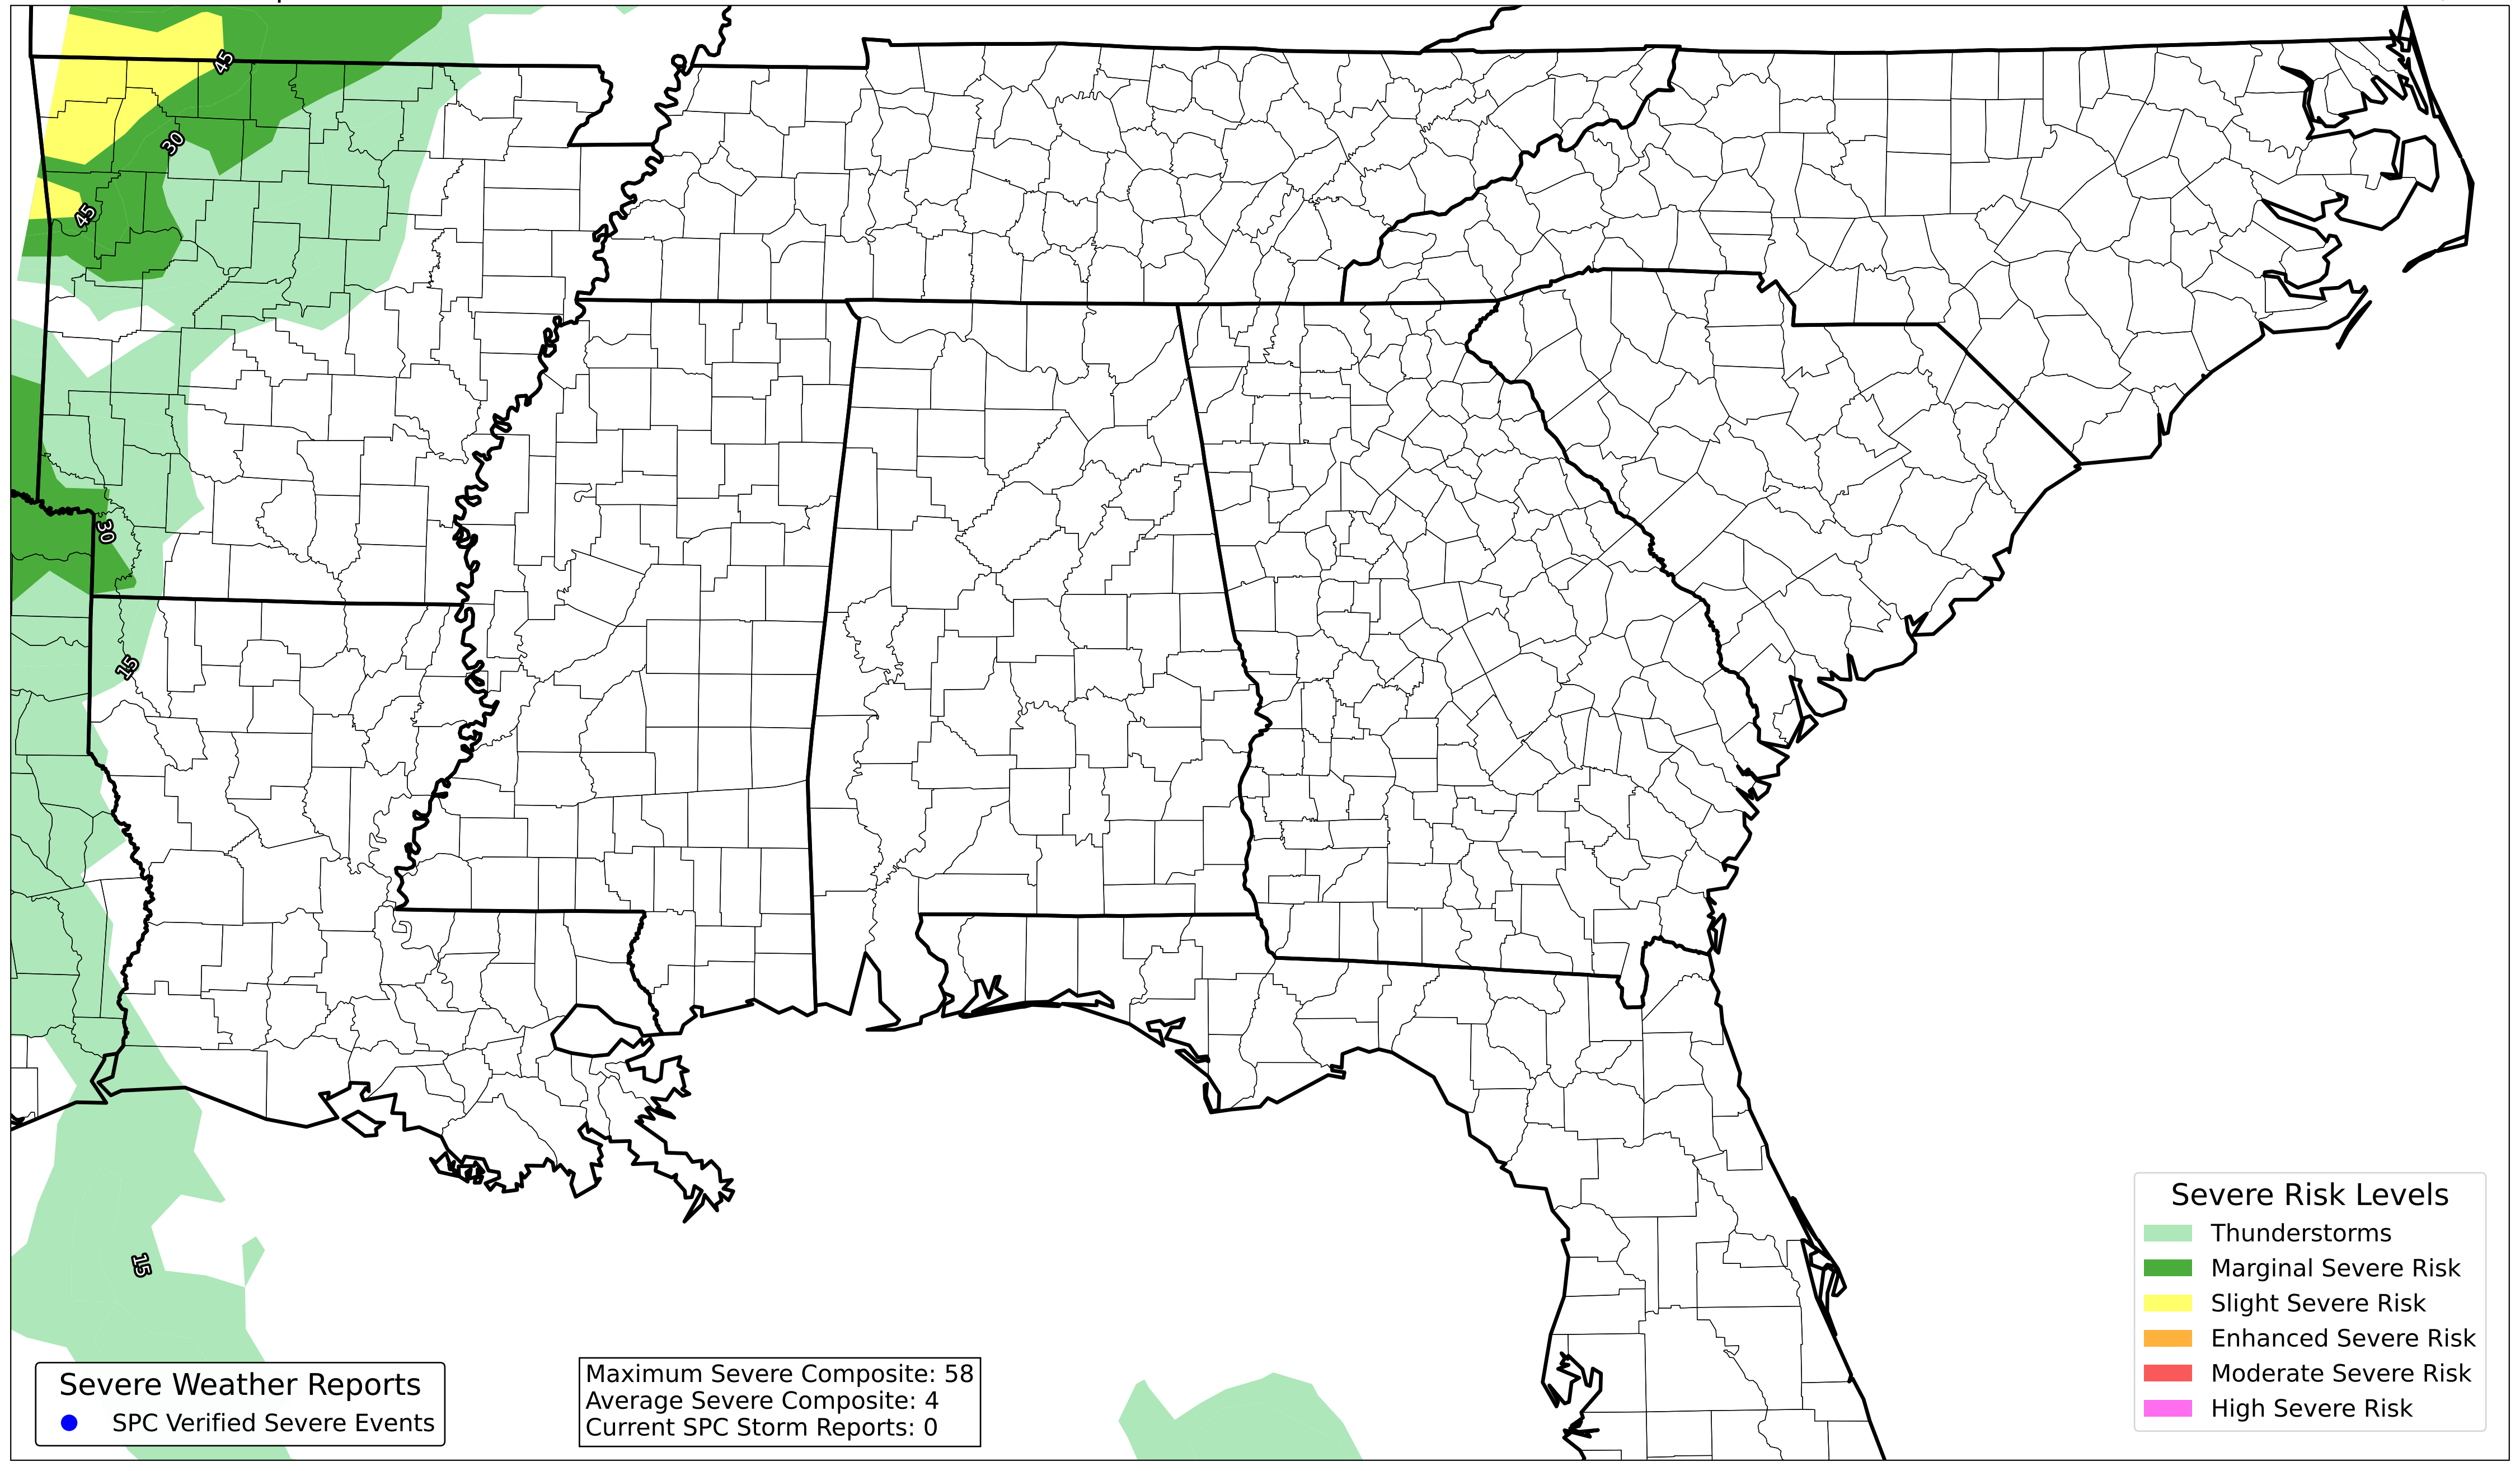 45
30
45
30
15
15
Severe Weather Reports
SPC Verified Severe Events
Maximum Severe Composite: 58
Average Severe Composite: 4
Current SPC Storm Reports: 0
Severe Risk Levels
Thunderstorms
Marginal Severe Risk
Slight Severe Risk
Enhanced Severe Risk
Moderate Severe Risk
High Severe Risk